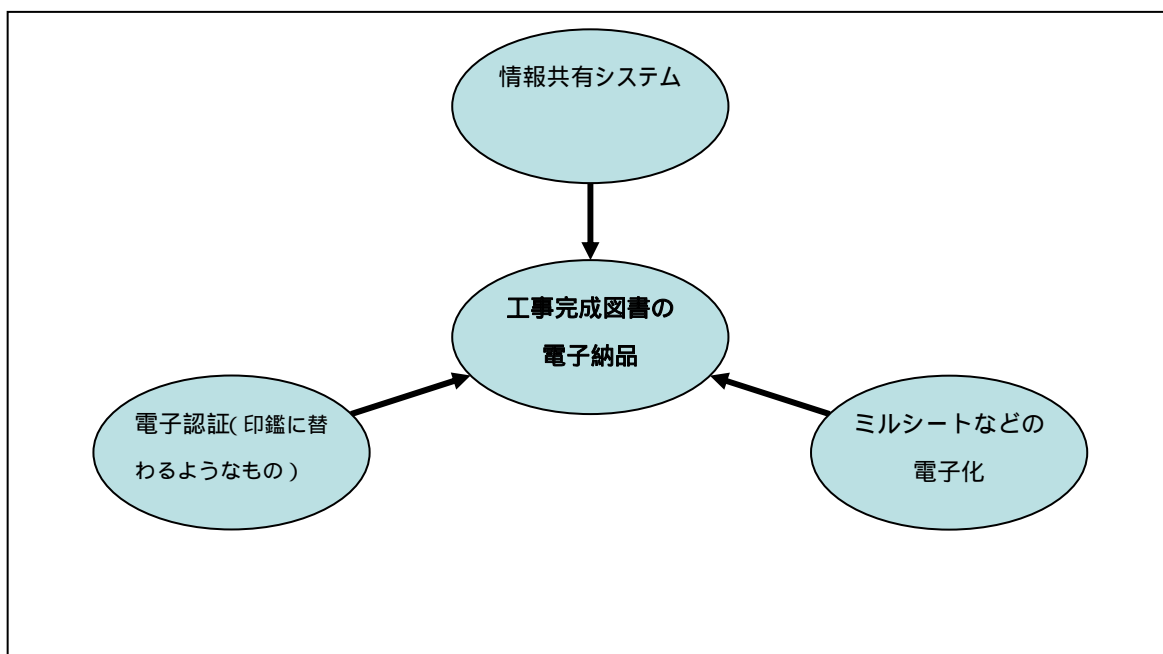 情報共有システム
工事完成図書の
電子納品
電子認証(印鑑に替
わるようなもの)
ミルシートなどの
電子化